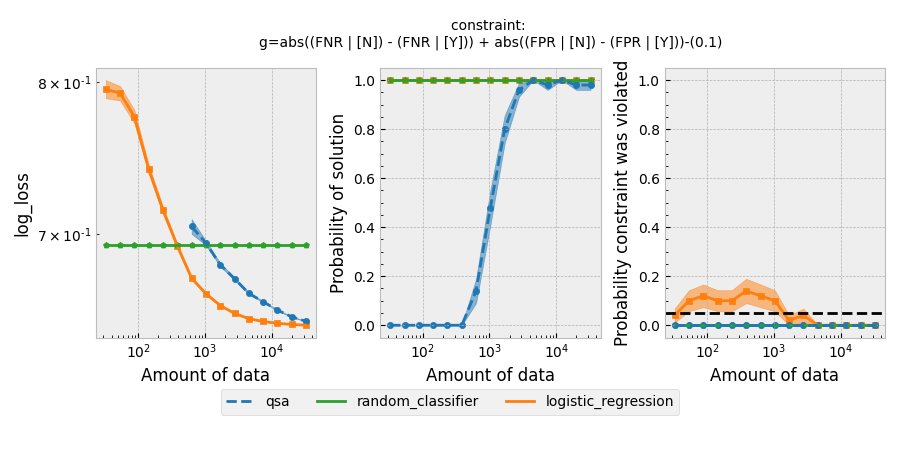 constraint:
g=abs((FNR | [N]) - (FNR | [Y])) + abs((FPR | [N]) - (FPR | [Y]))-(0.1)
log_loss
8 × 10⁻¹
7 × 10⁻¹
10² 10³ 10⁴
Amount of data
Probability of solution
1.0
0.8
0.6
0.4
0.2
0.0
10² 10³ 10⁴
Amount of data
Probability constraint was violated
1.0
0.8
0.6
0.4
0.2
0.0
10² 10³ 10⁴
Amount of data
qsa random_classifier logistic_regression